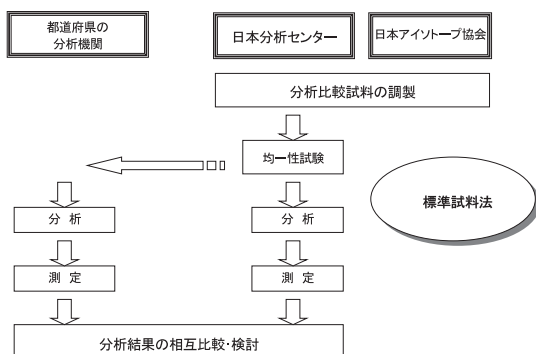 都道府県の
分析機関
日本分析センター
日本アイソトープ協会
分析比較試料の調製
均一性試験
標準試料法
分 析
分 析
測 定
測 定
分析結果の相互比較・検討